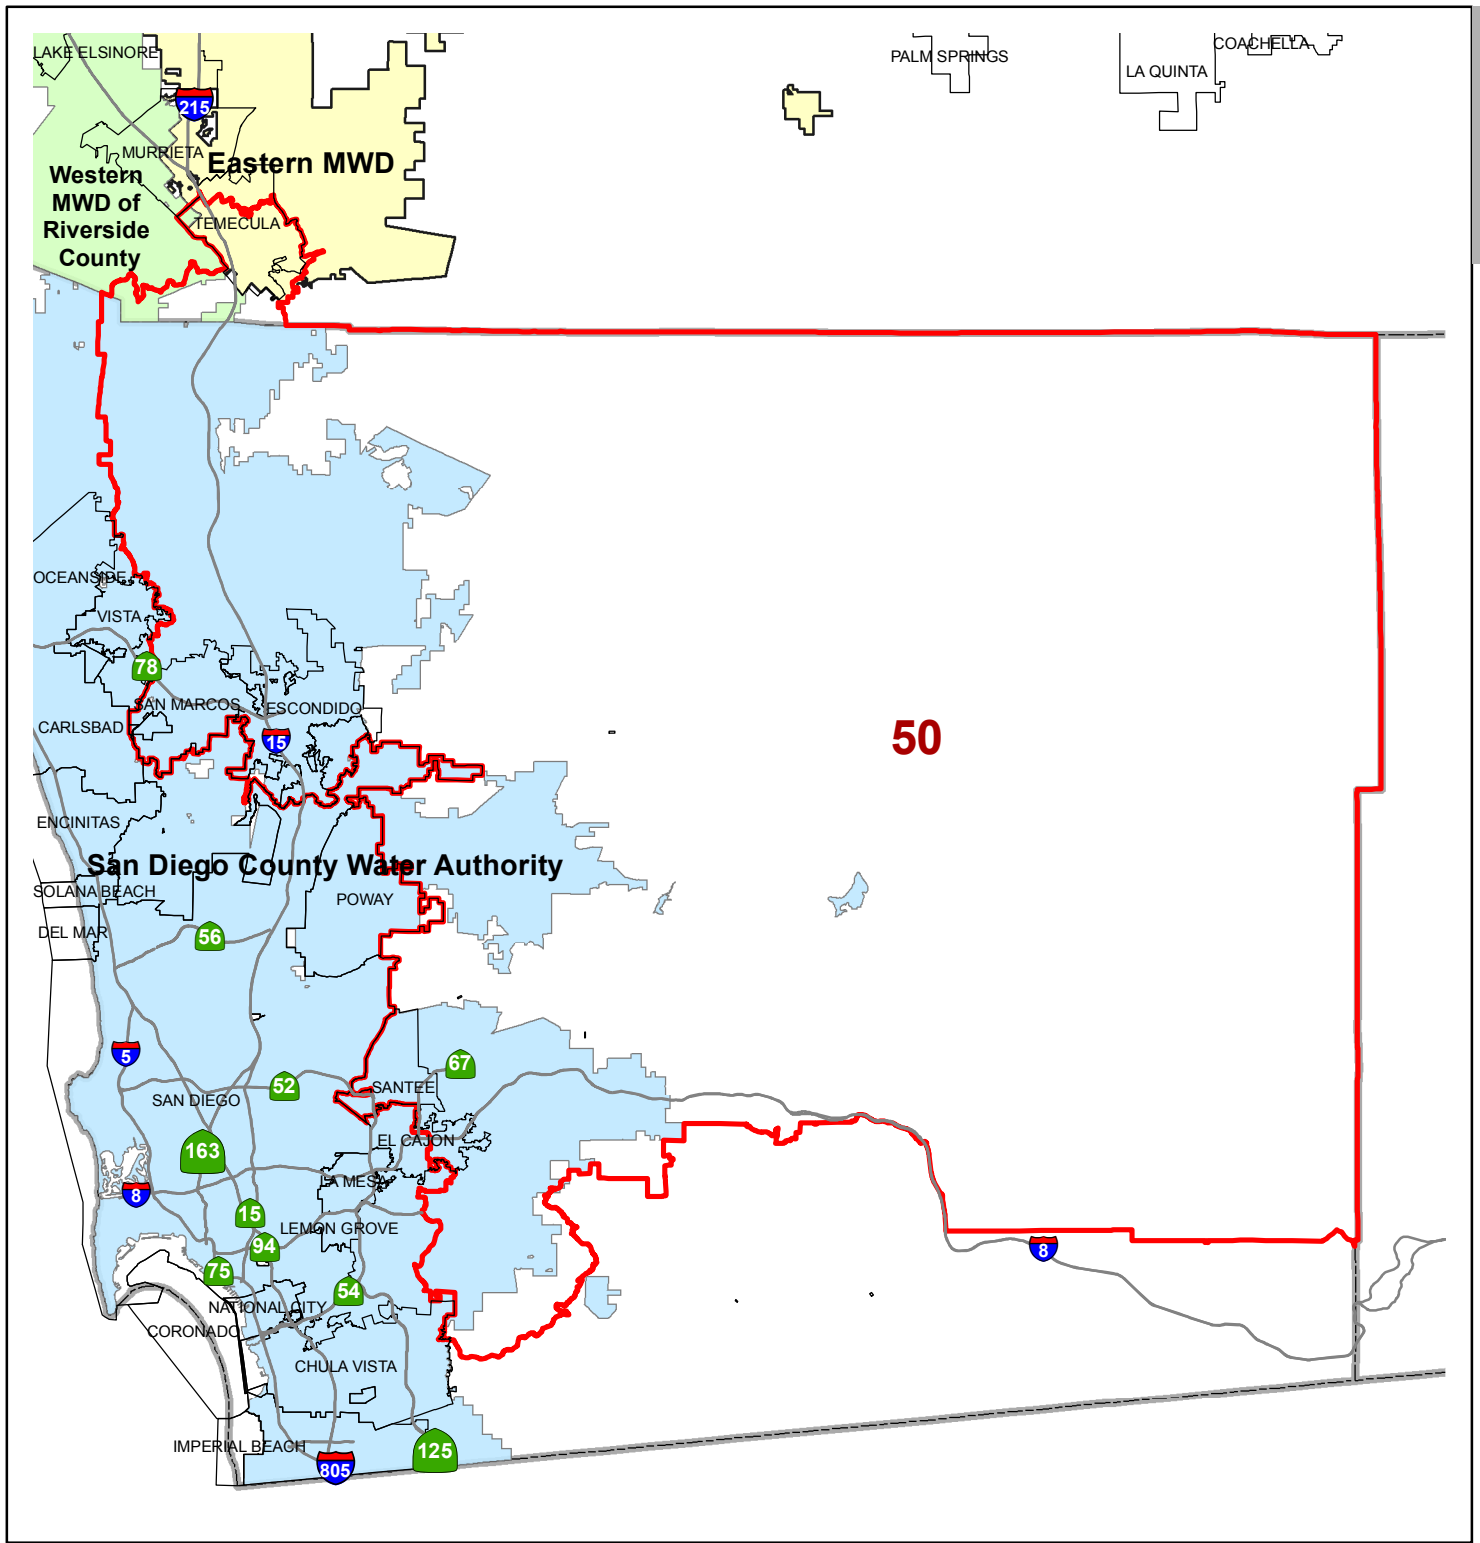 LAKE ELSINORE
PALM SPRINGS
COACHELLA
LA QUINTA
215
MURRIETA
Eastern MWD
Western
MWD of
Riverside
County
TEMECULA
OCEANSIDE
VISTA
78
SAN MARCOS
ESCONDIDO
CARLSBAD
15
50
ENCINITAS
San Diego County Water Authority
SOLANA BEACH
POWAY
DEL MAR
56
5
67
52
SANTEE
SAN DIEGO
EL CAJON
163
LA MESA
8
15
LEMON GROVE
94
8
75
54
NATIONAL CITY
CORONADO
CHULA VISTA
IMPERIAL BEACH
125
805